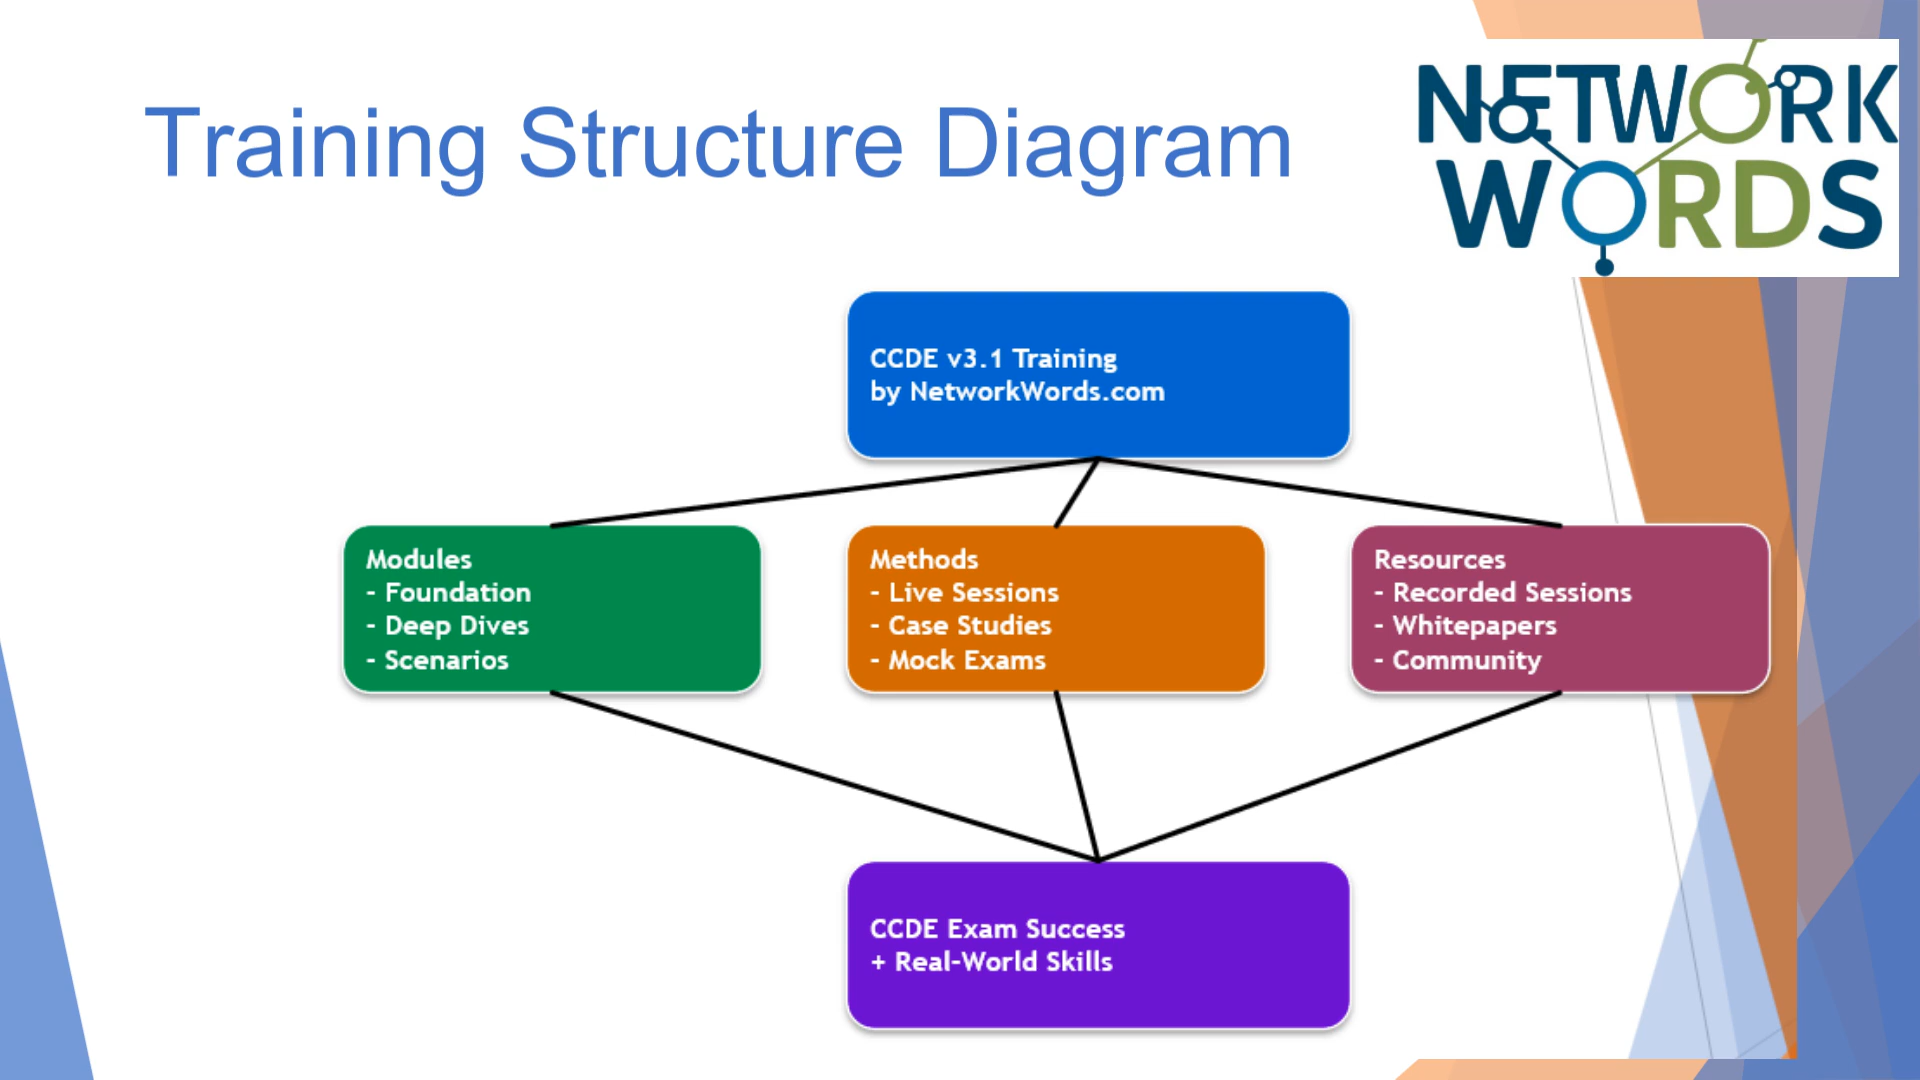 Training Structure Diagram
NETWORK
WORDS
CCDE v3.1 Training
by NetworkWords.com
Modules
- Foundation
- Deep Dives
- Scenarios
Methods
- Live Sessions
- Case Studies
- Mock Exams
Resources
- Recorded Sessions
- Whitepapers
- Community
CCDE Exam Success
+ Real-World Skills